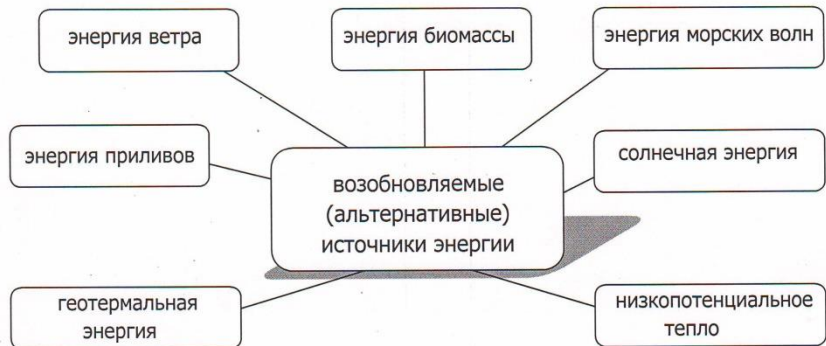 энергия ветра
энергия биомассы
энергия морских волн
энергия приливов
солнечная энергия
возобновляемые
(альтернативные)
источники энергии
геотермальная
энергия
низкопотенциальное
тепло